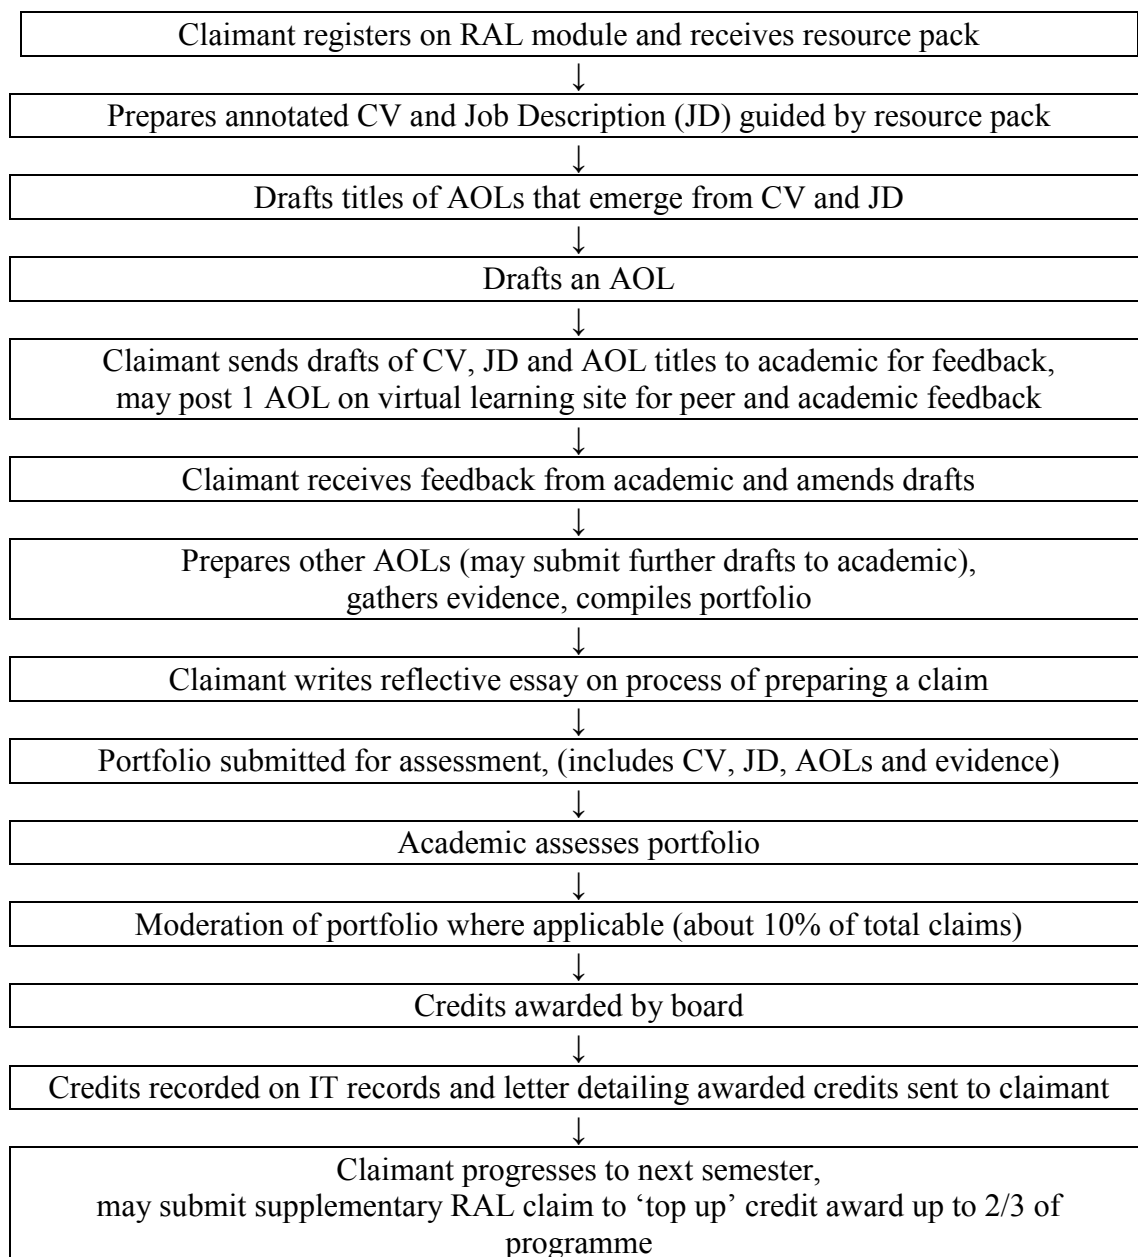 Claimant registers on RAL module and receives resource pack
↓
Prepares annotated CV and Job Description (JD) guided by resource pack
↓
Drafts titles of AOLs that emerge from CV and JD
↓
Drafts an AOL
↓
Claimant sends drafts of CV, JD and AOL titles to academic for feedback,
may post 1 AOL on virtual learning site for peer and academic feedback
↓
Claimant receives feedback from academic and amends drafts
↓
Prepares other AOLs (may submit further drafts to academic),
gathers evidence, compiles portfolio
↓
Claimant writes reflective essay on process of preparing a claim
↓
Portfolio submitted for assessment, (includes CV, JD, AOLs and evidence)
↓
Academic assesses portfolio
↓
Moderation of portfolio where applicable (about 10% of total claims)
↓
Credits awarded by board
↓
Credits recorded on IT records and letter detailing awarded credits sent to claimant
↓
Claimant progresses to next semester,
may submit supplementary RAL claim to ‘top up’ credit award up to 2/3 of
programme